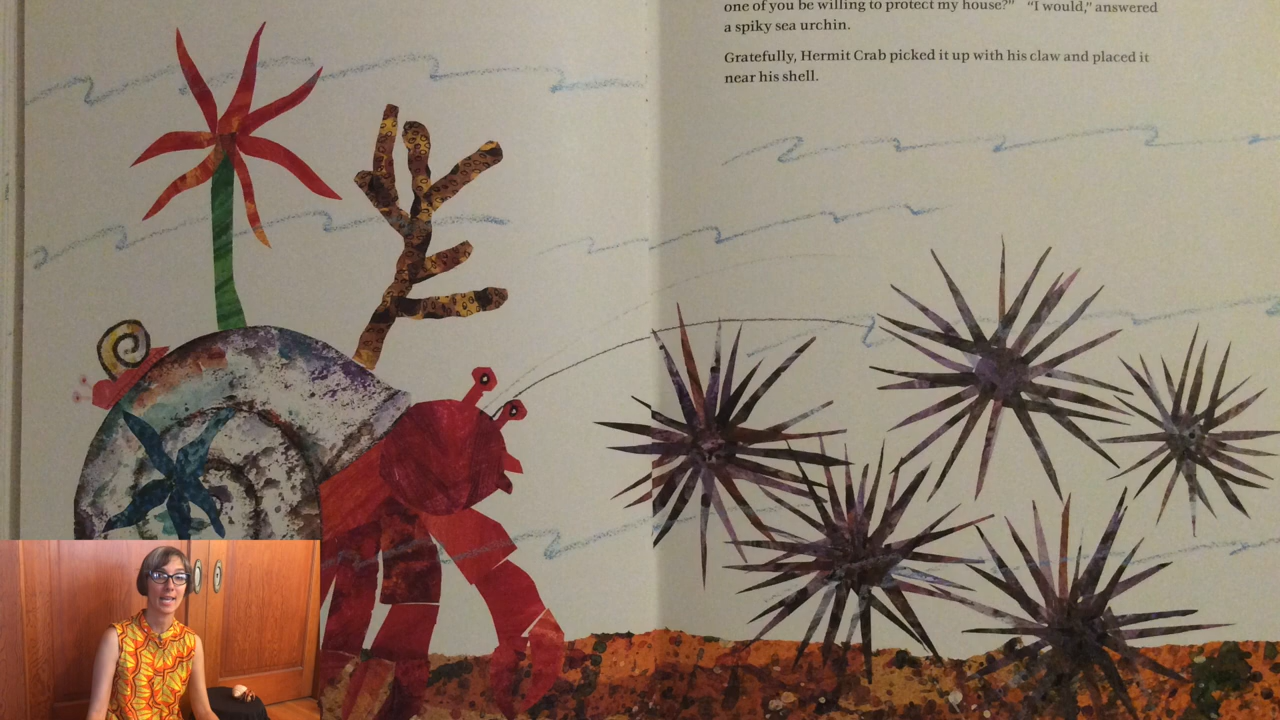 one of you be willing to protect my house?" "I would," answered
a spiky sea urchin.
Gratefully, Hermit Crab picked it up with his claw and placed it
near his shell.